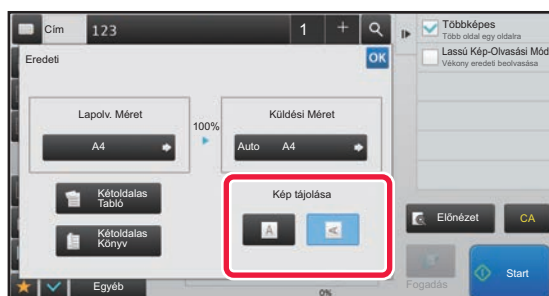 Cím 123 1 +
Eredeti
OK
Lapolv. Méret
100%
Küldési Méret
A4
Auto A4
Kétoldalas
Tabló
Kétoldalas
Könyv
Kép tájolása
A
A
Egyéb
0%
Többképes
Több oldal egy oldalra
Lassú Kép-Olvasási Mód
Vékony eredeti beolvasása
Előnézet
CA
Fogadás
Start